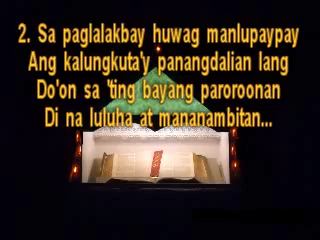 2. Sa paglalakbay huwag manlupaypay
Ang kalungkuta'y panangdalian lang
Do'on sa 'ting bayang paroroonan
Di na luluha at mananambitan...